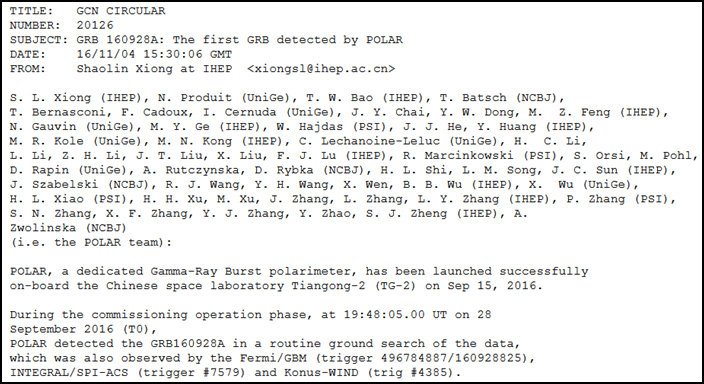 TITLE: GCN CIRCULAR
NUMBER: 20126
SUBJECT: GRB 160928A: The first GRB detected by POLAR
DATE: 16/11/04 15:30:06 GMT
FROM: Shaolin Xiong at IHEP <xiongsl@ihep.ac.cn>

S. L. Xiong (IHEP), N. Produit (UniGe), T. W. Bao (IHEP), T. Batsch (NCBJ),
T. Bernasconi, F. Cadoux, I. Cernuda (UniGe), J. Y. Chai, Y. W. Dong, M. Z. Feng (IHEP),
N. Gauvin (UniGe), M. Y. Ge (IHEP), W. Hajdas (PSI), J. J. He, Y. Huang (IHEP),
M. R. Kole (UniGe), M. N. Kong (IHEP), C. Lechanoine-Leluc (UniGe), H. C. Li,
L. Li, Z. H. Li, J. T. Liu, X. Liu, F. J. Lu (IHEP), R. Marcinkowski (PSI), S. Orsi, M. Pohl,
D. Rapin (UniGe), A. Rutczynska, D. Rybka (NCBJ), H. L. Shi, L. M. Song, J. C. Sun (IHEP),
J. Szabelski (NCBJ), R. J. Wang, Y. H. Wang, X. Wen, B. B. Wu (IHEP), X. Wu (UniGe),
H. L. Xiao (PSI), H. H. Xu, M. Xu, J. Zhang, L. Zhang, L. Y. Zhang (IHEP), P. Zhang (PSI),
S. N. Zhang, X. F. Zhang, Y. J. Zhang, Y. Zhao, S. J. Zheng (IHEP), A.
Zwolinska (NCBJ)
(i.e. the POLAR team):

POLAR, a dedicated Gamma-Ray Burst polarimeter, has been launched successfully
on-board the Chinese space laboratory Tiangong-2 (TG-2) on Sep 15, 2016.

During the commissioning operation phase, at 19:48:05.00 UT on 28
September 2016 (T0),
POLAR detected the GRB160928A in a routine ground search of the data,
which was also observed by the Fermi/GBM (trigger 496784887/160928825),
INTEGRAL/SPI-ACS (trigger #7579) and Konus-WIND (trig #4385).